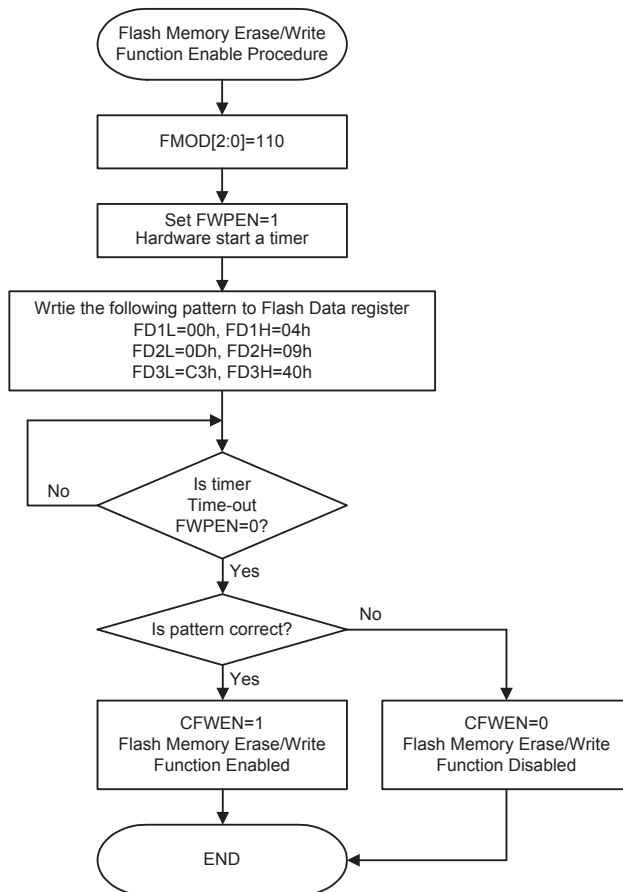 Flash Memory Erase/Write
Function Enable Procedure
FMOD[2:0]=110
Set FWPEN=1
Hardware start a timer
Wrtie the following pattern to Flash Data register
FD1L=00h, FD1H=04h
FD2L=0Dh, FD2H=09h
FD3L=C3h, FD3H=40h
Is timer
Time-out
FWPEN=0?
No
Yes
Is pattern correct?
No
Yes
CFWEN=1
Flash Memory Erase/Write
Function Enabled
CFWEN=0
Flash Memory Erase/Write
Function Disabled
END